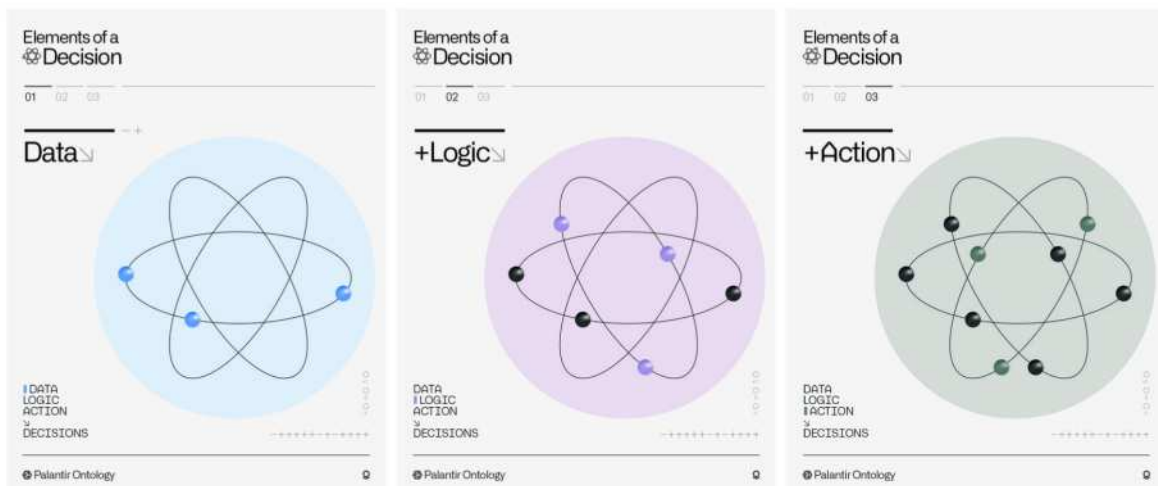 Elements of a
Decision
01 02 03
Data
DATA
LOGIC
ACTION
DECISIONS
Palantir Ontology
Elements of a
Decision
01 02 03
+Logic
DATA
LOGIC
ACTION
DECISIONS
Palantir Ontology
Elements of a
Decision
01 02 03
+Action
DATA
LOGIC
ACTION
DECISIONS
Palantir Ontology